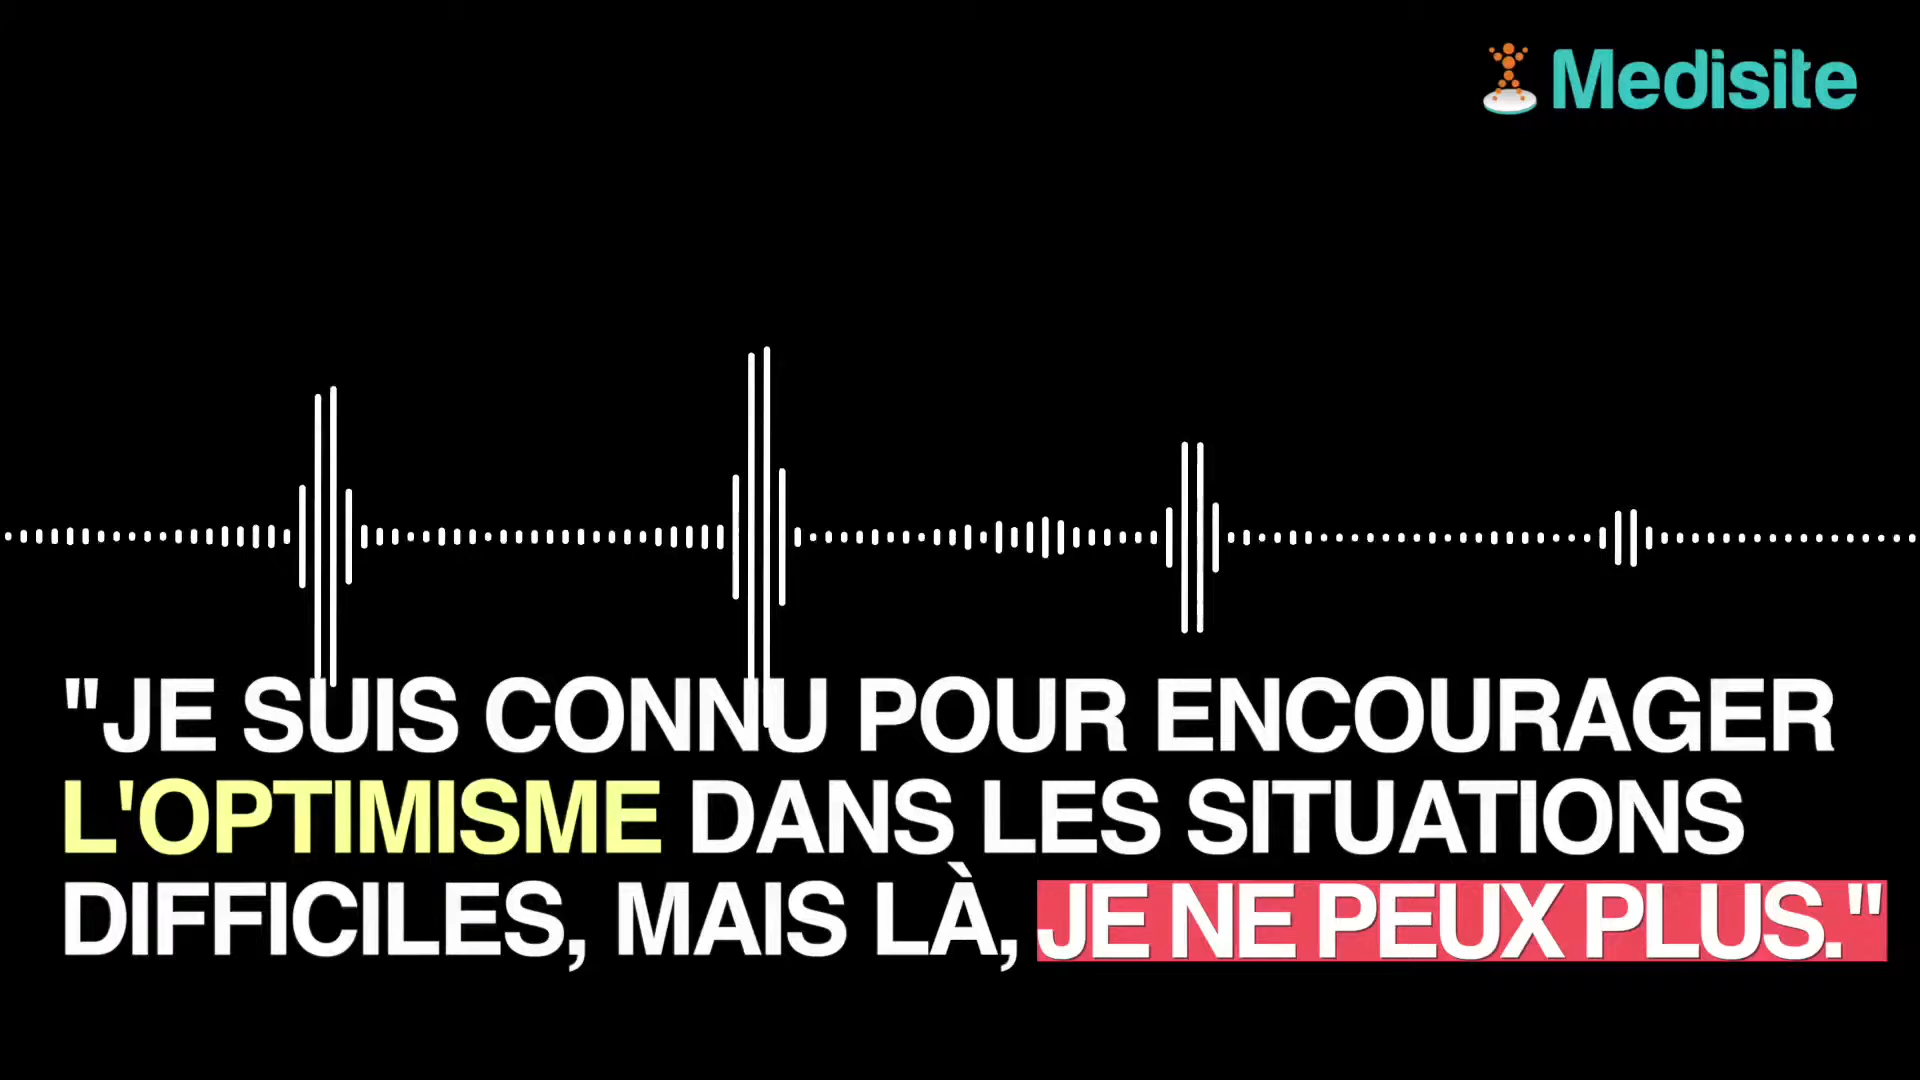 Medisite
"JE SUIS CONNU POUR ENCOURAGER
L'OPTIMISME DANS LES SITUATIONS
DIFFICILES, MAIS LÀ, JE NE PEUX PLUS."